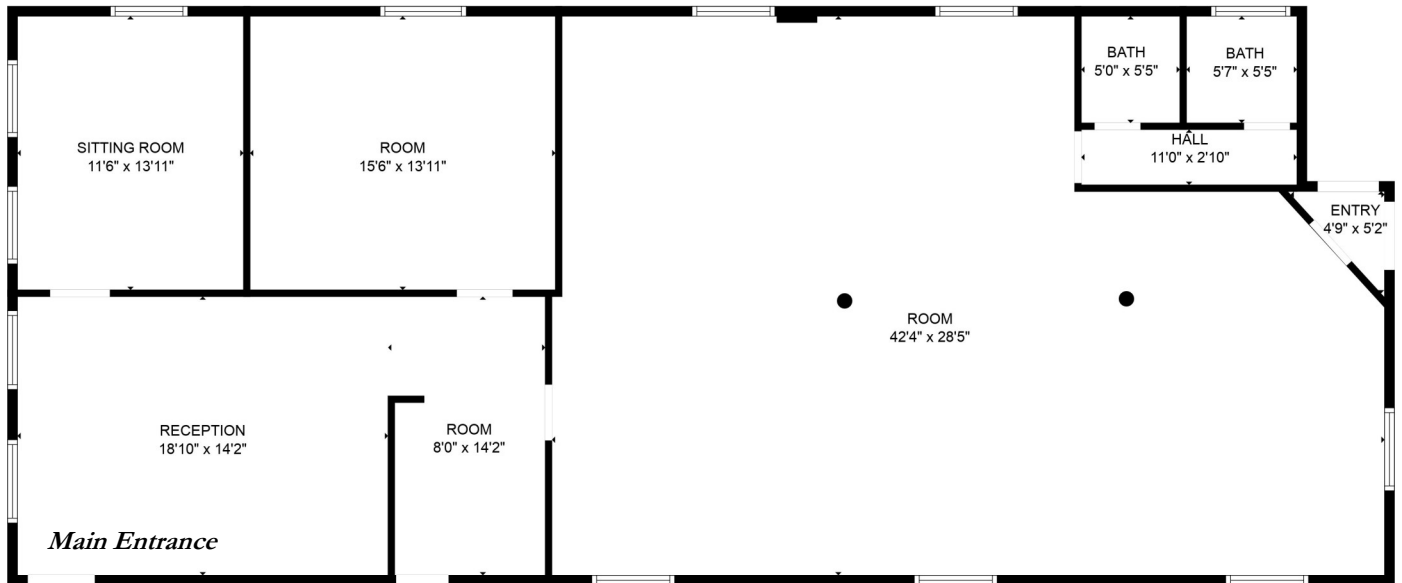 BATH
5'0" x 5'5"
BATH
5'7" x 5'5"
SITTING ROOM
11'6" x 13'11"
ROOM
15'6" x 13'11"
HALL
11'0" x 2'10"
ENTRY
4'9" x 5'2"
ROOM
42'4" x 28'5"
RECEPTION
18'10" x 14'2"
ROOM
8'0" x 14'2"
Main Entrance